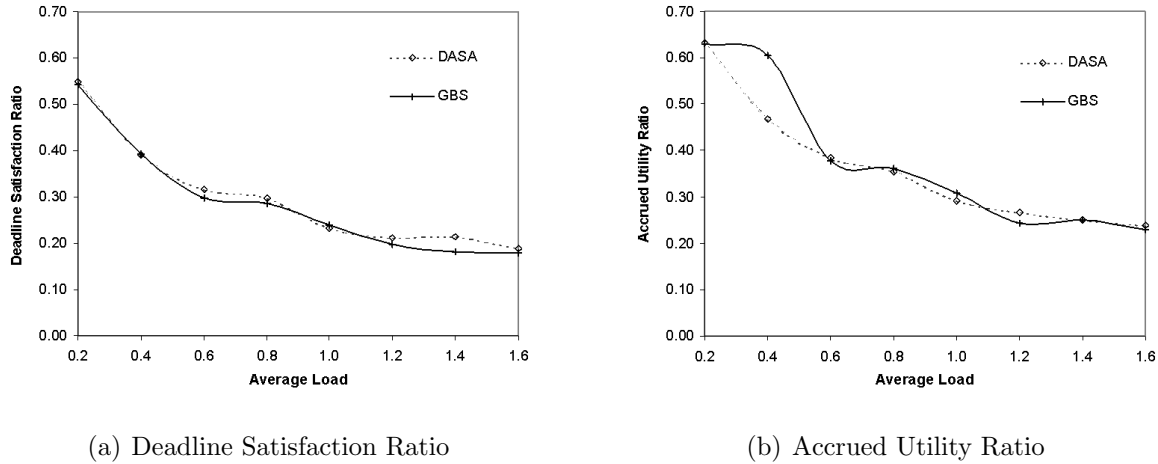 0.70
0.60
0.50
0.40
0.30
0.20
0.10
0.00
Deadline Satisfaction Ratio
DASA
GBS
0.2 0.4 0.6 0.8 1.0 1.2 1.4 1.6
Average Load
(a) Deadline Satisfaction Ratio
0.70
0.60
0.50
0.40
0.30
0.20
0.10
0.00
Accrued Utility Ratio
DASA
GBS
0.2 0.4 0.6 0.8 1.0 1.2 1.4 1.6
Average Load
(b) Accrued Utility Ratio